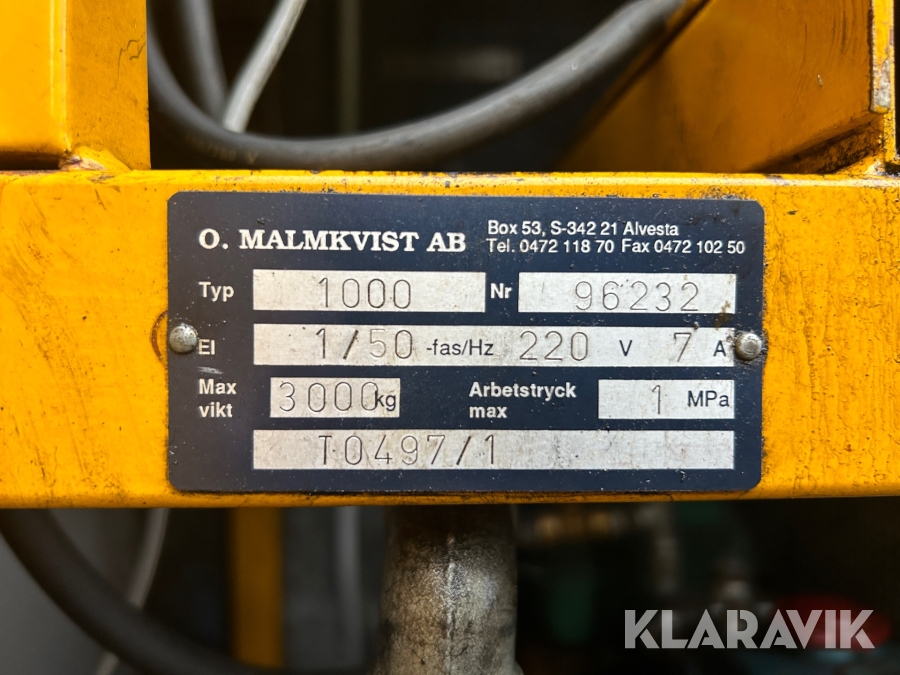 O. MALMKVIST AB
Box 53, S-342 21 Alvesta
Tel. 0472 118 70 Fax 0472 102 50
Typ 1000 Nr 96232
El 1/50 -fas/Hz 220 V 7 A
Max vikt 3000 kg Arbetstryck max 1 MPa
T0497/1
KLARAVIK